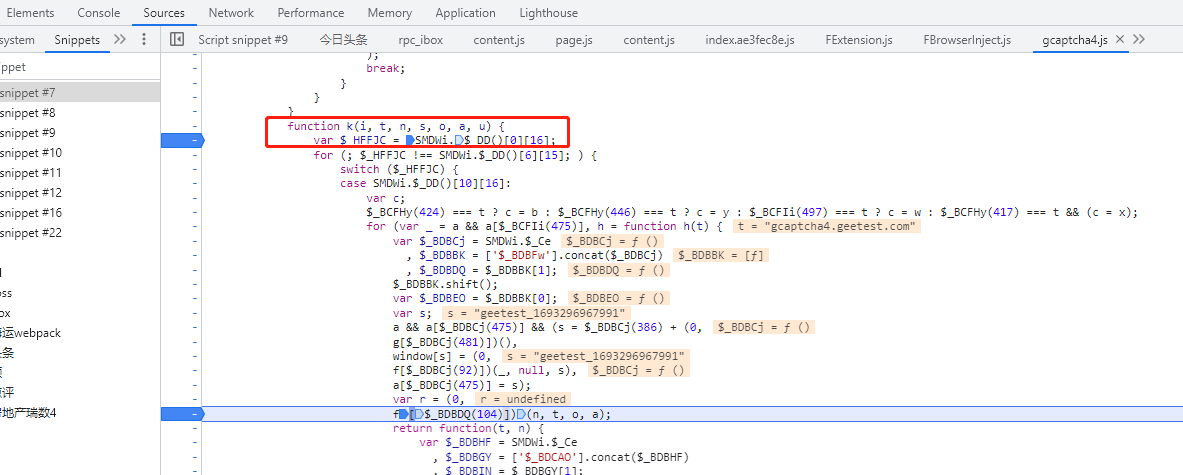 Elements Console Sources Network Performance Memory Application Lighthouse
system Snippets Script snippet #9 今日头条 rpc_ibox content.js page.js content.js index.ae3fec8e.js FExtension.js FBrowserInject.js gcaptcha4.js
ppet
snippet #7
snippet #8
snippet #9
snippet #10
snippet #11
snippet #12
snippet #16
snippet #22
oss
ox
运webpack
条
点评
房地产瑞数4
);
break;
}
}
}
function k(i, t, n, s, o, a, u) {
var $_HFFJC = SMDWi.$_DD()[0][16];
for (; $_HFFJC !== SMDWi.$_DD()[6][15]; ) {
switch ($_HFFJC) {
case SMDWi.$_DD()[10][16]:
var c;
$_BCFHy(424) === t ? c = b : $_BCFHy(446) === t ? c = y : $_BCFIi(497) === t ? c = w : $_BCFHy(417) === t && (c = x);
for (var _ = a && a[$_BCFIi(475)], h = function h(t) { t = "gcaptcha4.geetest.com"
var $_BDBCj = SMDWi.$_Ce $_BDBCj = ƒ ()
, $_BDBBK = ['$_BDBFw'].concat($_BDBCj) $_BDBBK = [ƒ]
, $_BDBDQ = $_BDBBK[1]; $_BDBDQ = ƒ ()
$_BDBBK.shift();
var $_BDBEO = $_BDBBK[0]; $_BDBEO = ƒ ()
var s; s = "geetest_1693296967991"
a && a[$_BDBCj(475)] && (s = $_BDBCj(386) + (0, $_BDBCj = ƒ ()
g[$_BDBCj(481)])(),
window[s] = (0, s = "geetest_1693296967991"
f[$_BDBCj(92)])(_, null, s), $_BDBCj = ƒ ()
a[$_BDBCj(475)] = s);
var r = (0, r = undefined
f[$_BDBDQ(104)])(n, t, o, a);
return function(t, n) {
var $_BDBHF = SMDWi.$_Ce
, $_BDBGY = ['$_BDCAO'].concat($_BDBHF)
, $_BDBIN = $_BDBGY[1];